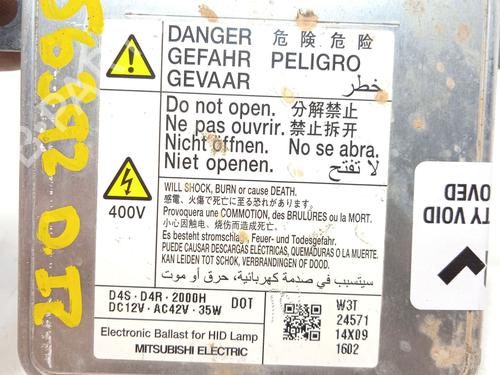 DANGER 危 険 危 险
GEFAHR PELIGRO
GEVAAR خطر
Do not open. 分解禁止
Ne pas ouvrir. 禁止拆开
Nicht öffnen. No se abra.
Niet openen. لا تفتح
400V
WILL SHOCK, BURN or cause DEATH.
感電、火傷で死亡に至る恐れがあります。
Provoquera une COMMOTION, des BRULÛRES ou la MORT.
小心因触电、烧伤而造成死亡。
Es besteht stromschlag, Feuer- und Todesgefahr.
PUEDE CAUSAR DESCARGAS ELÉCTRICAS, QUEMADURAS O LA MUERTE.
KAN LEIDEN TOT SCHOK, VERBRANDINGEN OF DOOD.
سيتسبب في صدمة كهربائية، حرق أو موت
D4S・D4R・2000H DOT
DC12V・AC42V・35W
Electronic Ballast for HID Lamp
MITSUBISHI ELECTRIC
W3T
24571
14X09
1602
TY VOID
OVED